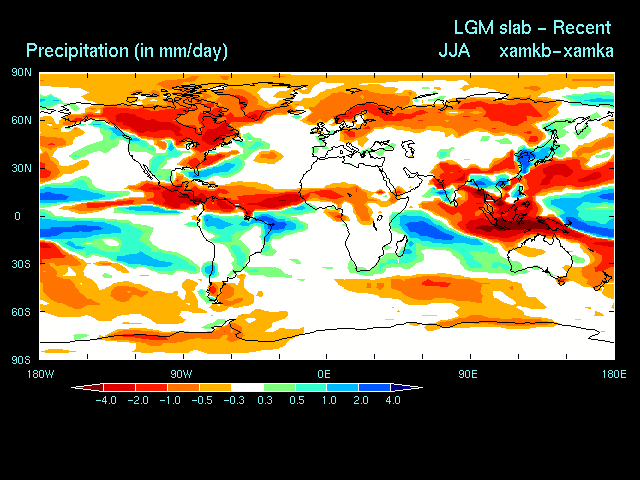 LGM slab - Recent
Precipitation (in mm/day) JJA xamkb-xamka
90N
60N
30N
0
30S
60S
90S
180W 90W 0E 90E 180E
-4.0 -2.0 -1.0 -0.5 -0.3 0.3 0.5 1.0 2.0 4.0